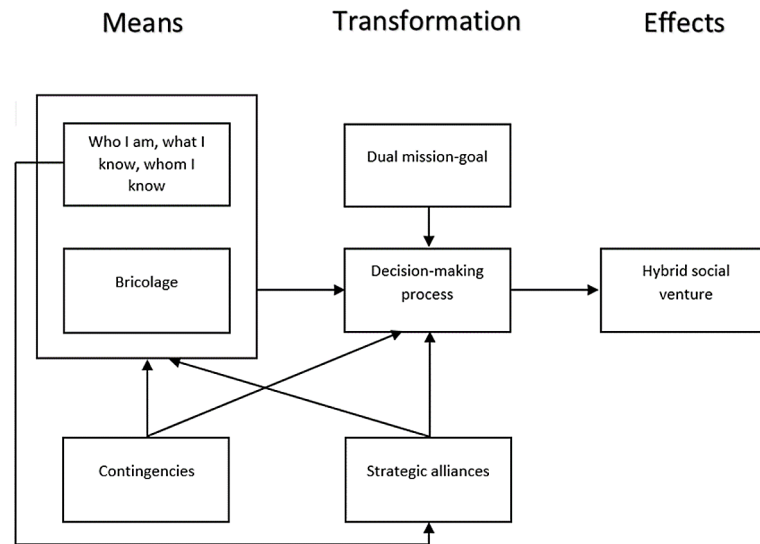 Means
Transformation
Effects
Who I am, what I
know, whom I
know
Dual mission-goal
Bricolage
Decision-making
process
Hybrid social
venture
Contingencies
Strategic alliances